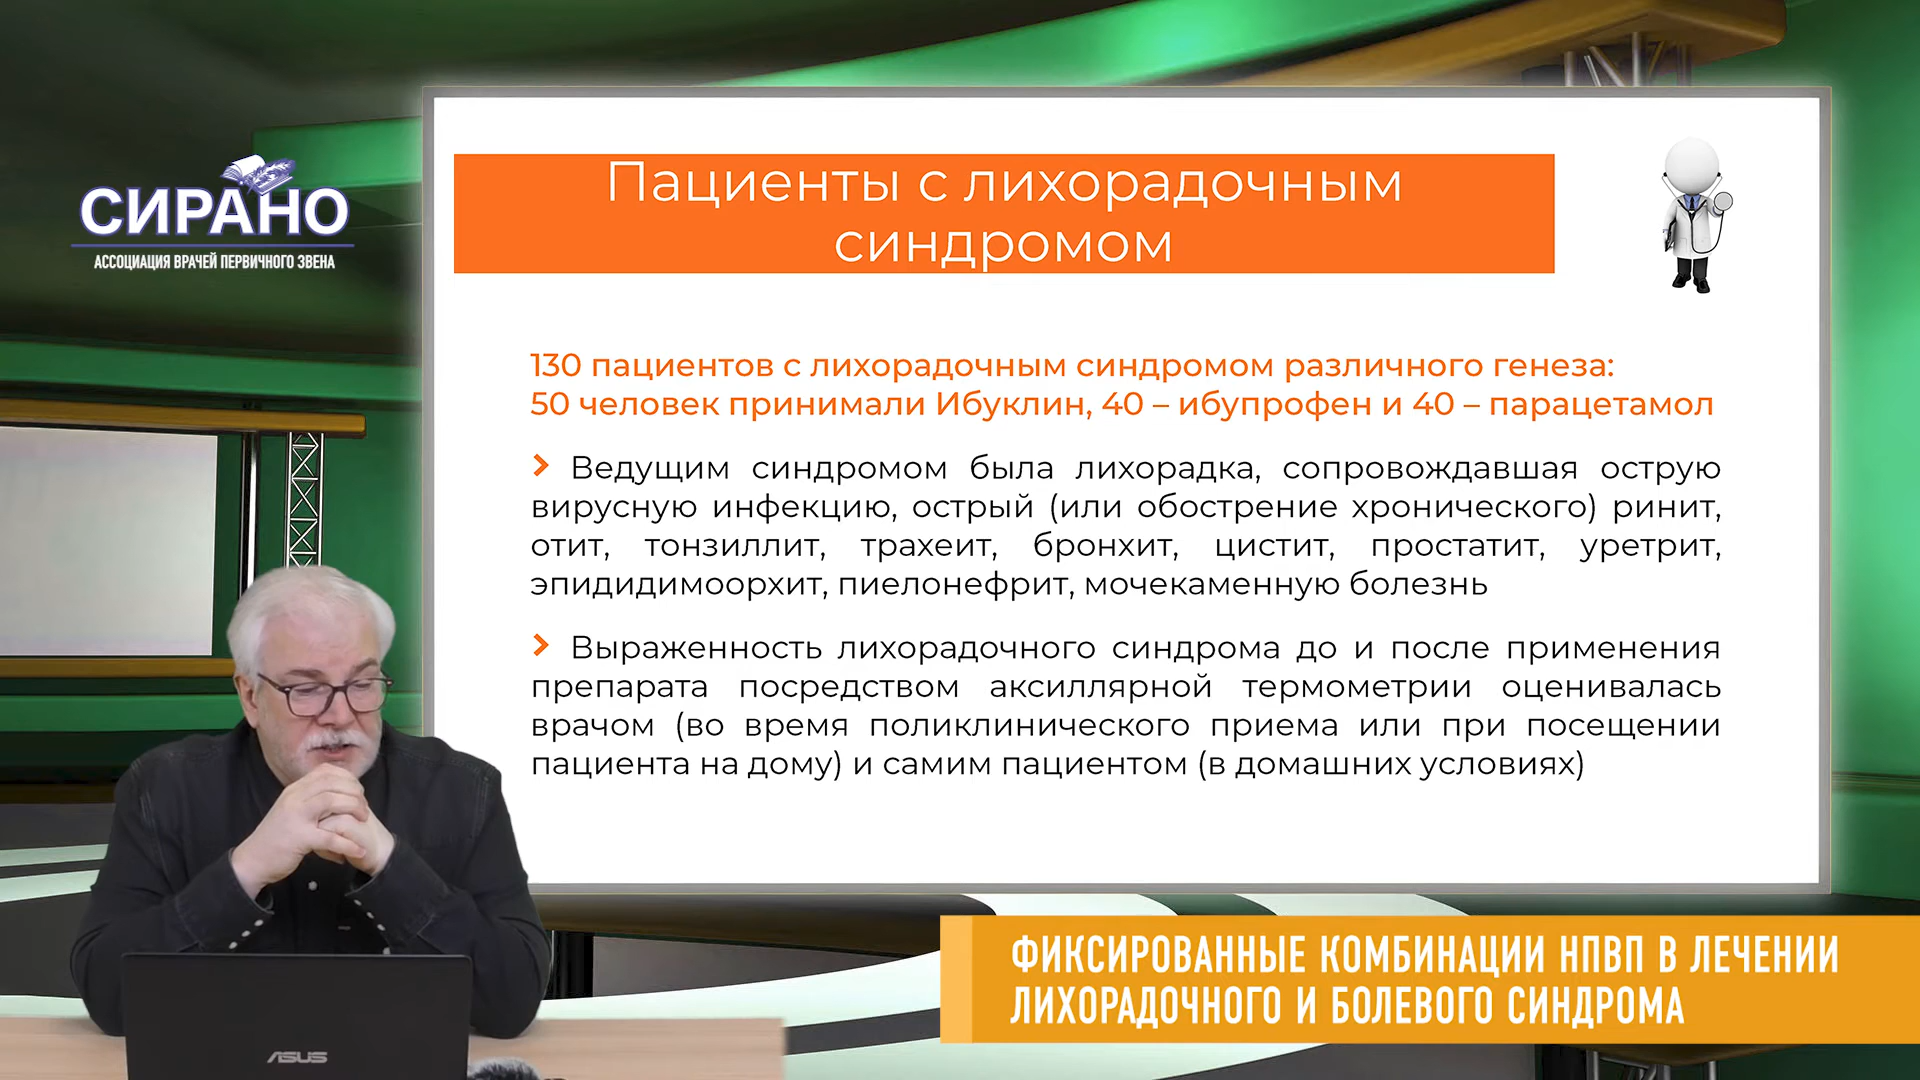 СИРАНО
АССОЦИАЦИЯ ВРАЧЕЙ ПЕРВИЧНОГО ЗВЕНА
Пациенты с лихорадочным
синдромом
130 пациентов с лихорадочным синдромом различного генеза:
50 человек принимали Ибуклин, 40 – ибупрофен и 40 – парацетамол
Ведущим синдромом была лихорадка, сопровождавшая острую
вирусную инфекцию, острый (или обострение хронического) ринит,
отит, тонзиллит, трахеит, бронхит, цистит, простатит, уретрит,
эпидидимоорхит, пиелонефрит, мочекаменную болезнь
Выраженность лихорадочного синдрома до и после применения
препарата посредством аксиллярной термометрии оценивалась
врачом (во время поликлинического приема или при посещении
пациента на дому) и самим пациентом (в домашних условиях)
ФИКСИРОВАННЫЕ КОМБИНАЦИИ НПВП В ЛЕЧЕНИИ
ЛИХОРАДОЧНОГО И БОЛЕВОГО СИНДРОМА
ASUS